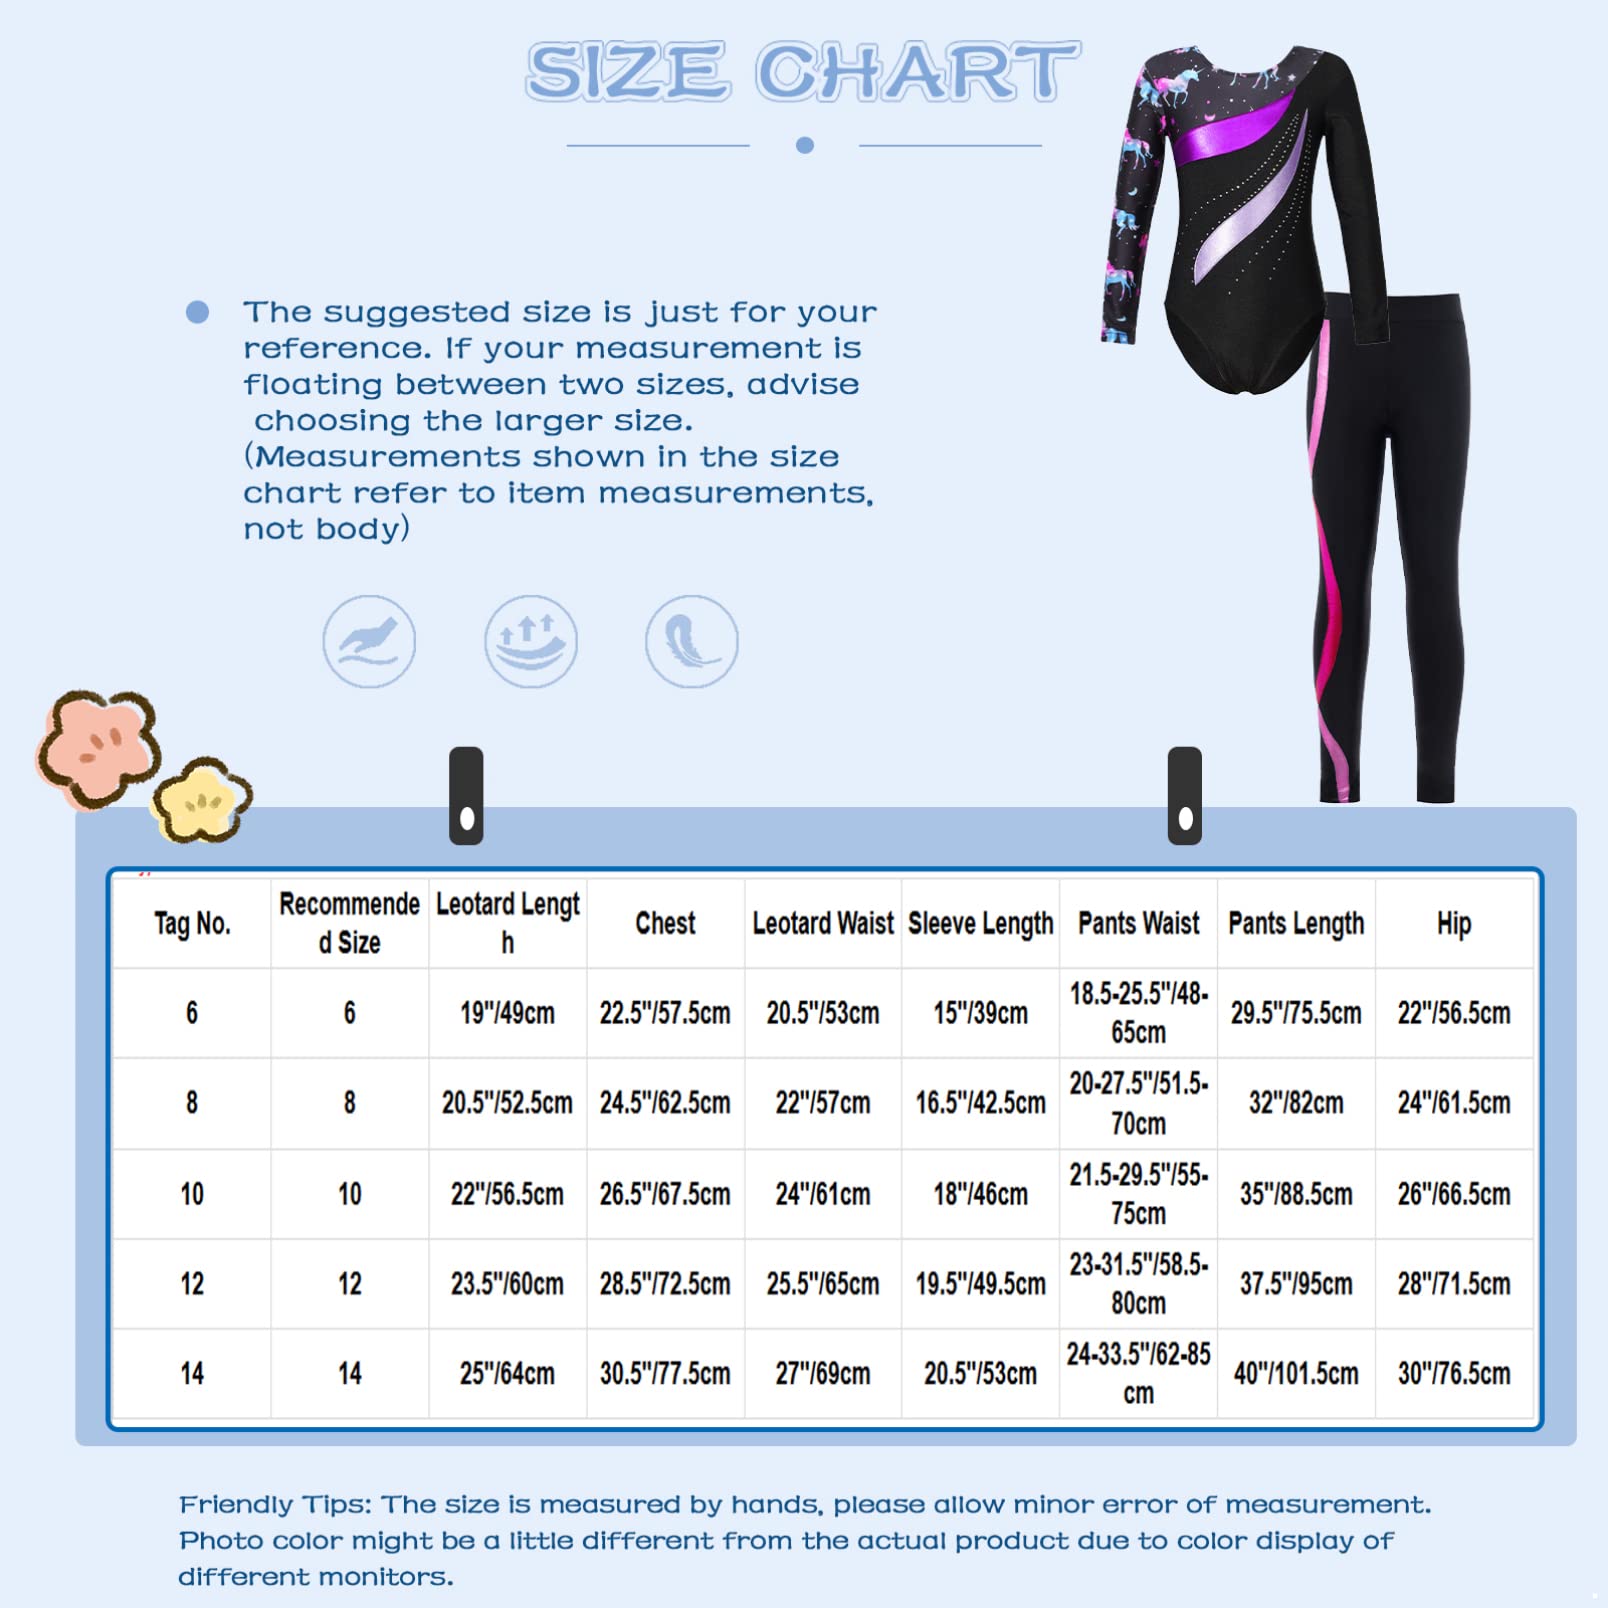 SIZE CHART
The suggested size is just for your
reference. If your measurement is
floating between two sizes, advise
choosing the larger size.
(Measurements shown in the size
chart refer to item measurements,
not body)
Tag No. Recommende Leotard Lengt Chest Leotard Waist Sleeve Length Pants Waist Pants Length Hip
d Size h
6 6 19"/49cm 22.5"/57.5cm 20.5"/53cm 15"/39cm 18.5-25.5"/48- 29.5"/75.5cm 22"/56.5cm
65cm
8 8 20.5"/52.5cm 24.5"/62.5cm 22"/57cm 16.5"/42.5cm 20-27.5"/51.5- 32"/82cm 24"/61.5cm
70cm
10 10 22"/56.5cm 26.5"/67.5cm 24"/61cm 18"/46cm 21.5-29.5"/55- 35"/88.5cm 26"/66.5cm
75cm
12 12 23.5"/60cm 28.5"/72.5cm 25.5"/65cm 19.5"/49.5cm 23-31.5"/58.5- 37.5"/95cm 28"/71.5cm
80cm
14 14 25"/64cm 30.5"/77.5cm 27"/69cm 20.5"/53cm 24-33.5"/62-85 40"/101.5cm 30"/76.5cm
cm
Friendly Tips: The size is measured by hands, please allow minor error of measurement.
Photo color might be a little different from the actual product due to color display of
different monitors.